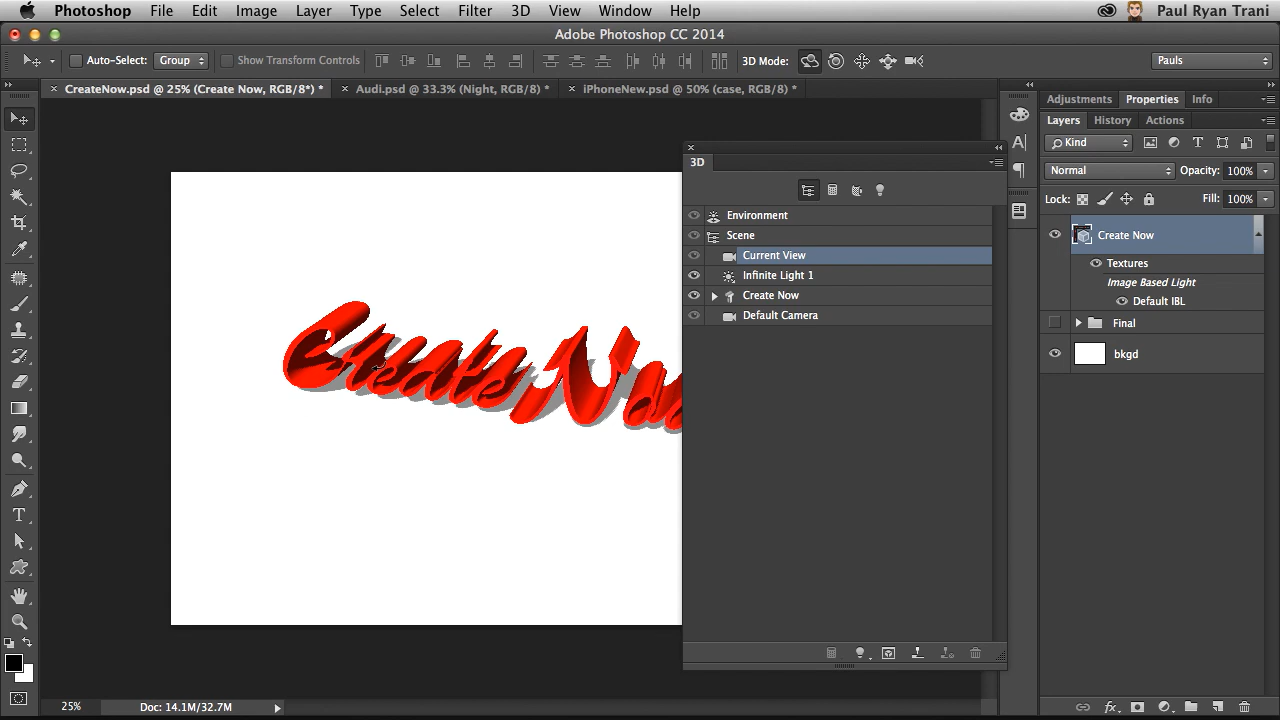 Photoshop File Edit Image Layer Type Select Filter 3D View Window Help Paul Ryan Trani
Adobe Photoshop CC 2014
Auto-Select: Group Show Transform Controls 3D Mode: Pauls
CreateNow.psd @ 25% (Create Now, RGB/8*) * Audi.psd @ 33.3% (Night, RGB/8) * iPhoneNew.psd @ 50% (case, RGB/8) *
Adjustments Properties Info
Layers History Actions
Kind
Normal Opacity: 100%
Lock: Fill: 100%
Create Now
Textures
Image Based Light
Default IBL
Final
bkgd
3D
Environment
Scene
Current View
Infinite Light 1
Create Now
Default Camera
Create No
25% Doc: 14.1M/32.7M